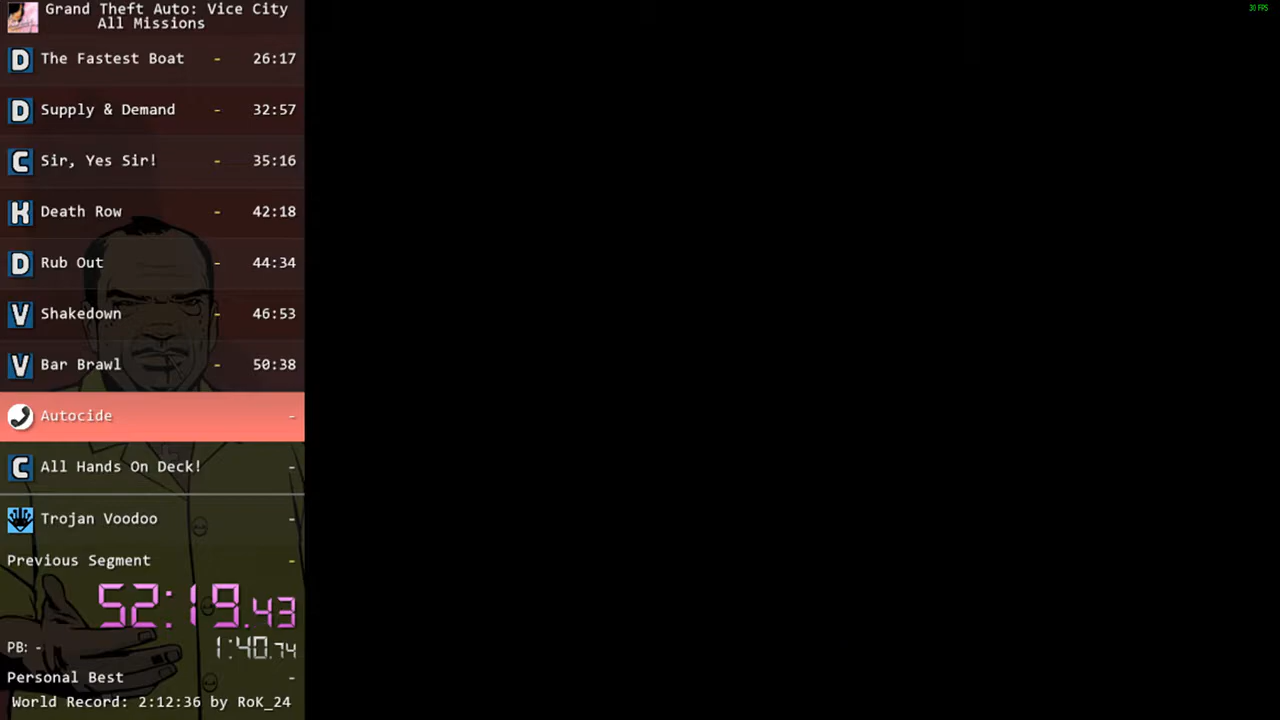 Grand Theft Auto: Vice City
All Missions
30 FPS
D The Fastest Boat - 26:17
D Supply & Demand - 32:57
C Sir, Yes Sir! - 35:16
K Death Row - 42:18
D Rub Out - 44:34
V Shakedown - 46:53
V Bar Brawl - 50:38
Autocide -
C All Hands On Deck! -
Trojan Voodoo -
Previous Segment -
52:19.43
PB: - 1:40.74
Personal Best -
World Record: 2:12:36 by RoK_24